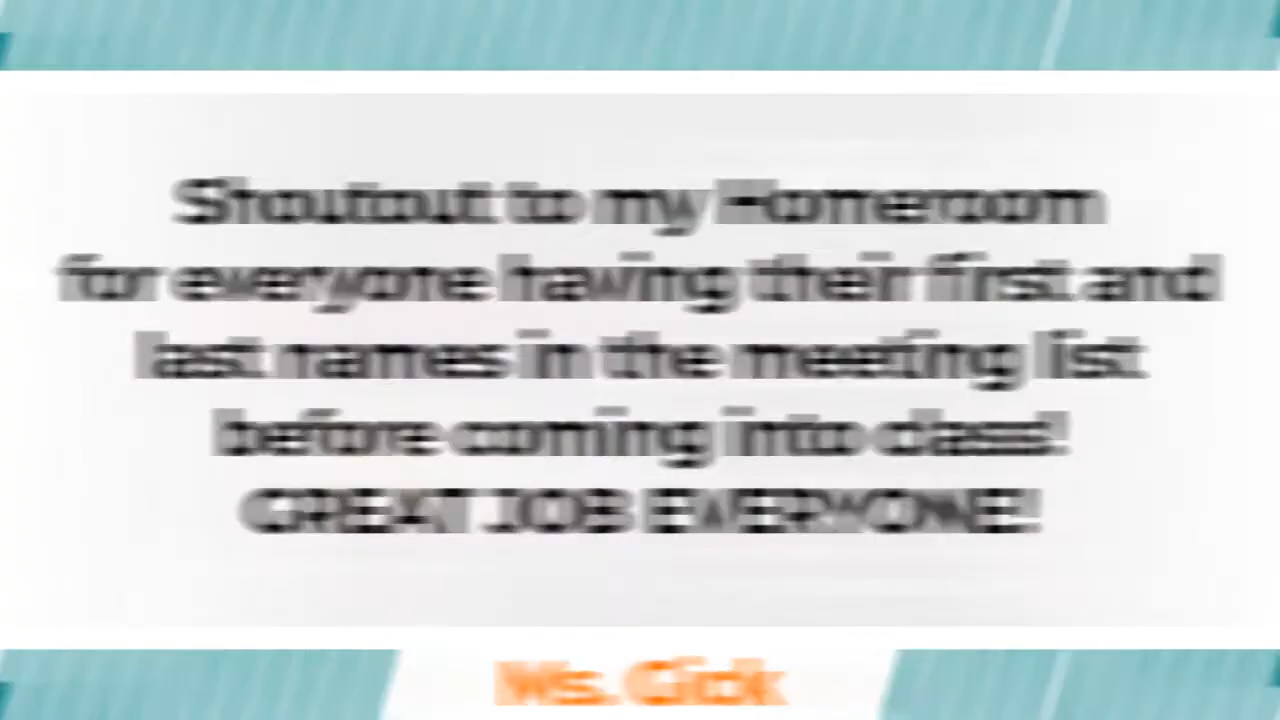 Shoutout to my Homeroom
for everyone having their first and
last names in the meeting list
before coming into class!
GREAT JOB EVERYONE!
Ms.